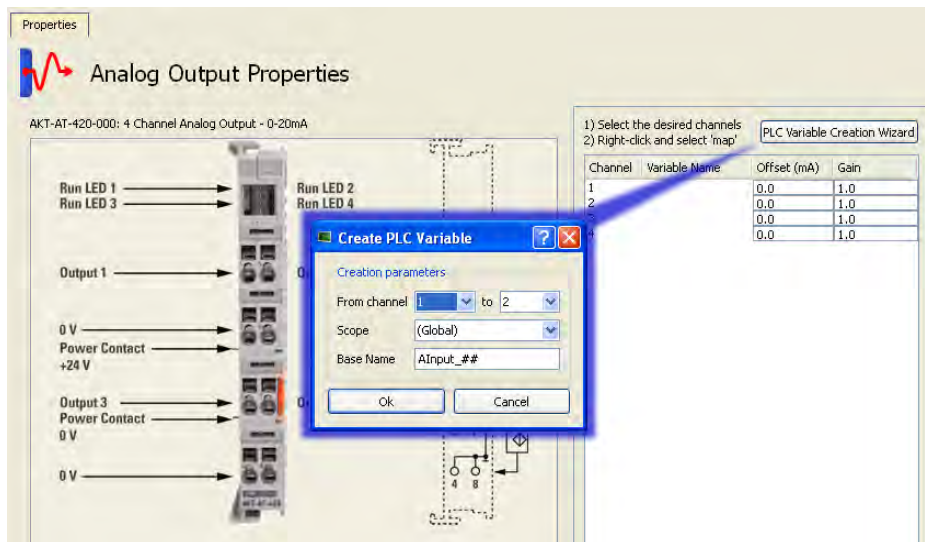 Properties
Analog Output Properties
AKT-AT-420-000: 4 Channel Analog Output - 0-20mA
1) Select the desired channels
2) Right-click and select 'map'
PLC Variable Creation Wizard
Channel Variable Name Offset (mA) Gain
1 0.0 1.0
2 0.0 1.0
0.0 1.0
0.0 1.0
Run LED 1
Run LED 3
Run LED 2
Run LED 4
Output 1
0 V
Power Contact
+24 V
Output 3
Power Contact
0 V
0 V
Create PLC Variable
Creation parameters
From channel 1 to 2
Scope (Global)
Base Name AInput_##
Ok Cancel
4 8